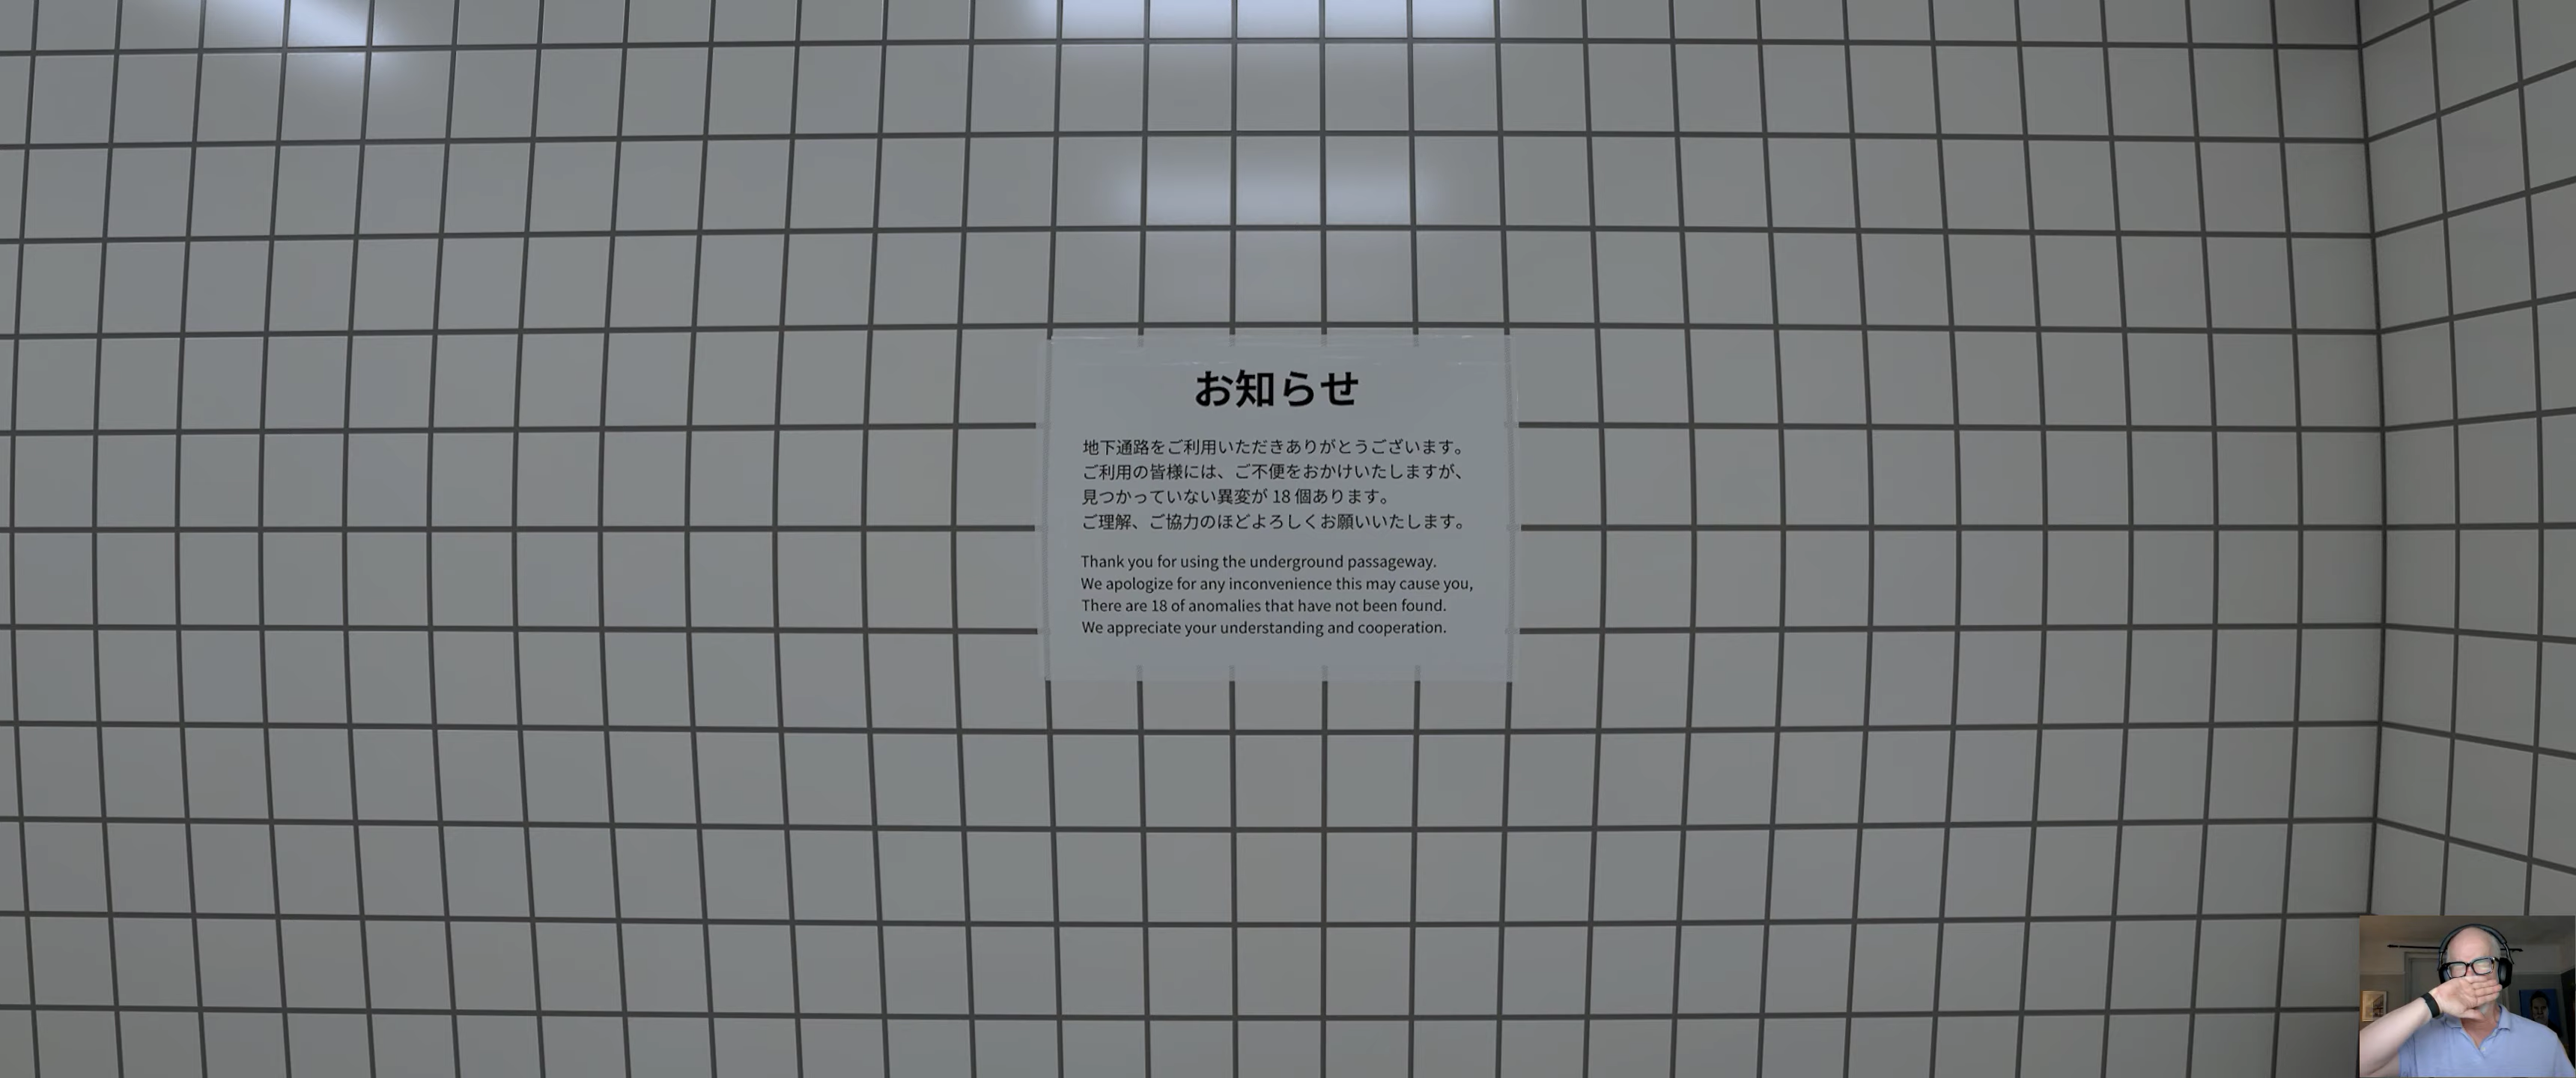 お知らせ
地下通路をご利用いただきありがとうございます。
ご利用の皆様には、ご不便をおかけいたしますが、
見つかっていない異変が 18 個あります。
ご理解、ご協力のほどよろしくお願いいたします。
Thank you for using the underground passageway.
We apologize for any inconvenience this may cause you,
There are 18 of anomalies that have not been found.
We appreciate your understanding and cooperation.